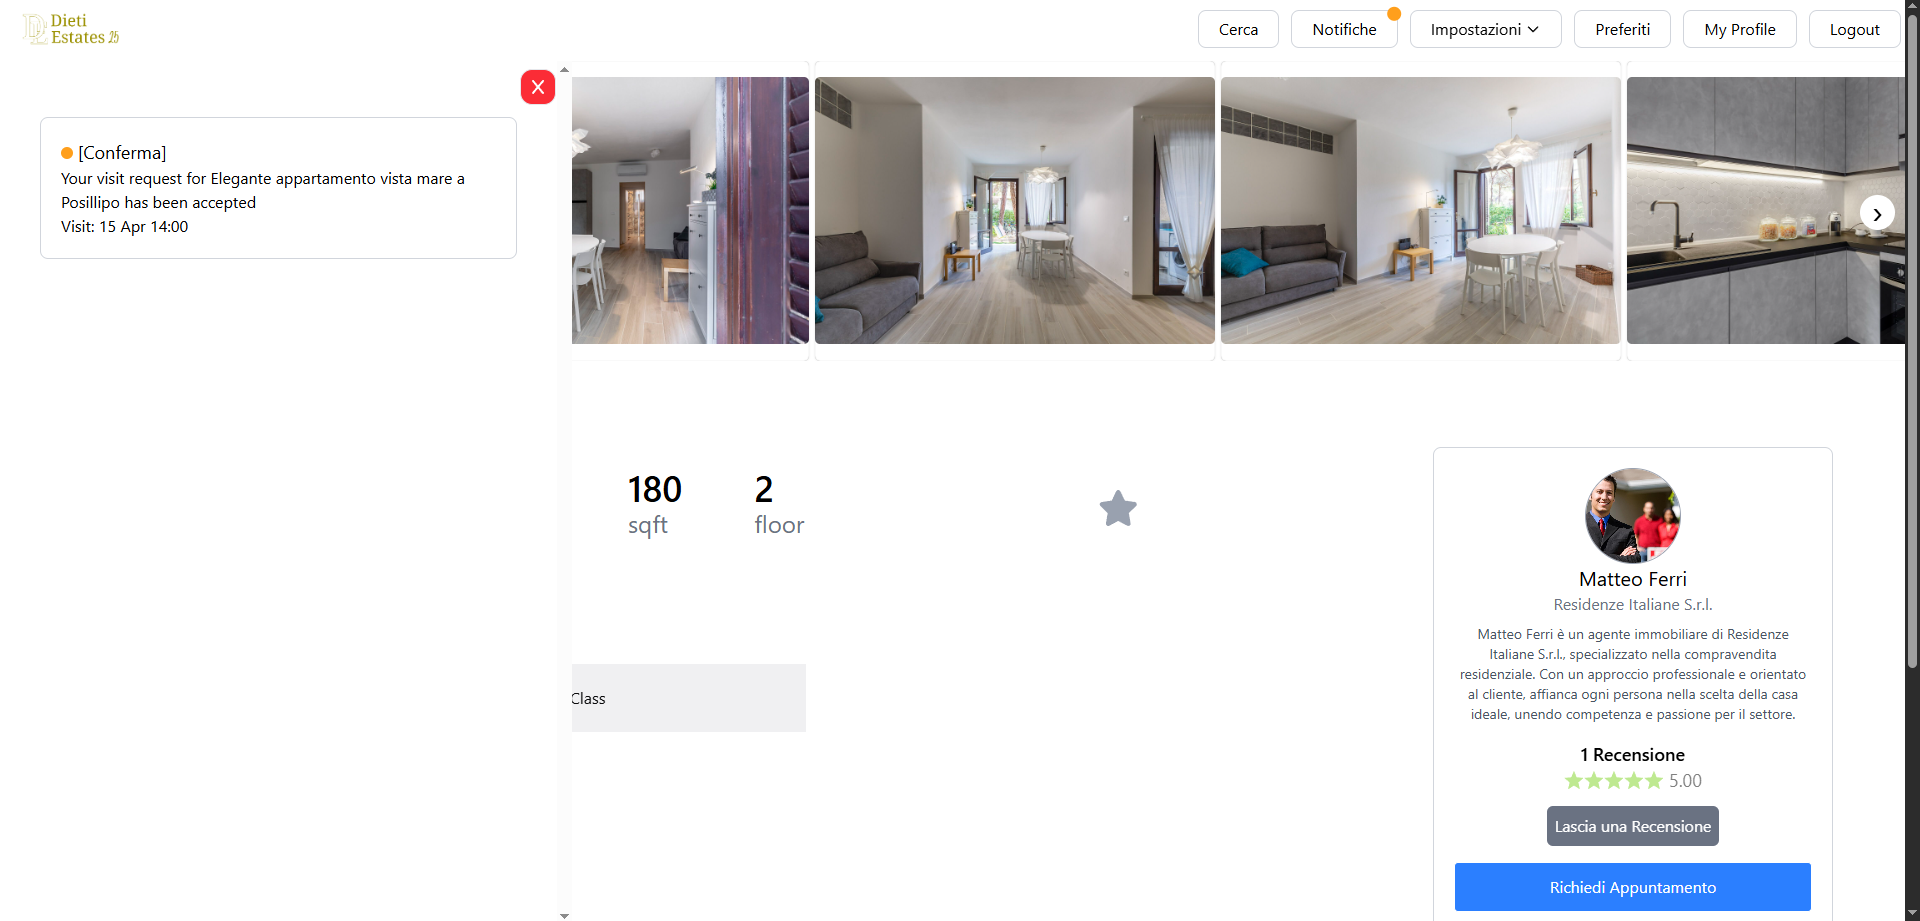 Dieti
Estates 25
Cerca
Notifiche
Impostazioni
Preferiti
My Profile
Logout
X
[Conferma]
Your visit request for Elegante appartamento vista mare a
Posillipo has been accepted
Visit: 15 Apr 14:00
180
sqft
2
floor
Class
Matteo Ferri
Residenze Italiane S.r.l.
Matteo Ferri è un agente immobiliare di Residenze
Italiane S.r.l., specializzato nella compravendita
residenziale. Con un approccio professionale e orientato
al cliente, affianca ogni persona nella scelta della casa
ideale, unendo competenza e passione per il settore.
1 Recensione
5.00
Lascia una Recensione
Richiedi Appuntamento